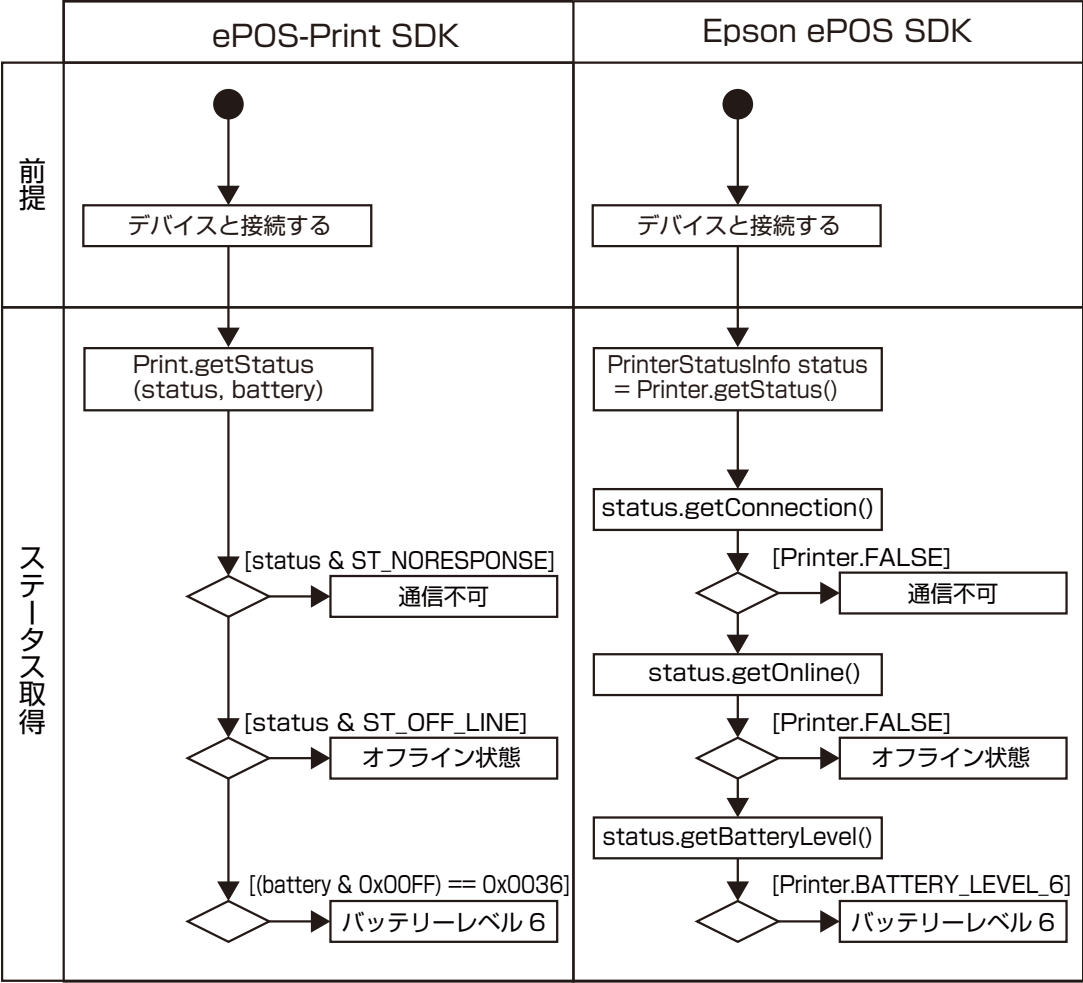 ePOS-Print SDK
Epson ePOS SDK
前提
デバイスと接続する
デバイスと接続する
ステータス取得
Print.getStatus
(status, battery)
PrinterStatusInfo status
= Printer.getStatus()
status.getConnection()
[status & ST_NORESPONSE]
通信不可
[Printer.FALSE]
通信不可
status.getOnline()
[status & ST_OFF_LINE]
オフライン状態
[Printer.FALSE]
オフライン状態
status.getBatteryLevel()
[(battery & 0x00FF) == 0x0036]
バッテリーレベル 6
[Printer.BATTERY_LEVEL_6]
バッテリーレベル 6